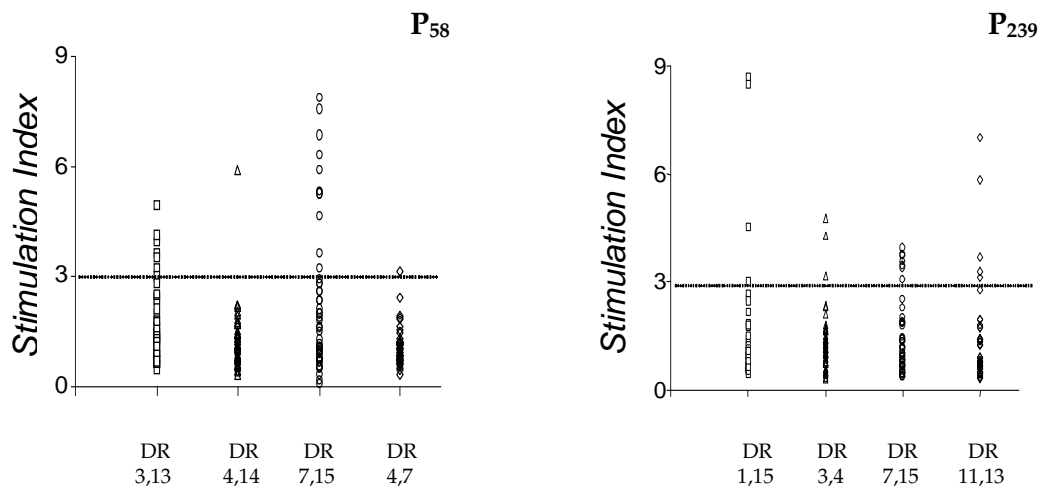 P58
9
6
3
0
Stimulation Index
DR DR DR DR
3,13 4,14 7,15 4,7
P239
9
6
3
0
Stimulation Index
DR DR DR DR
1,15 3,4 7,15 11,13